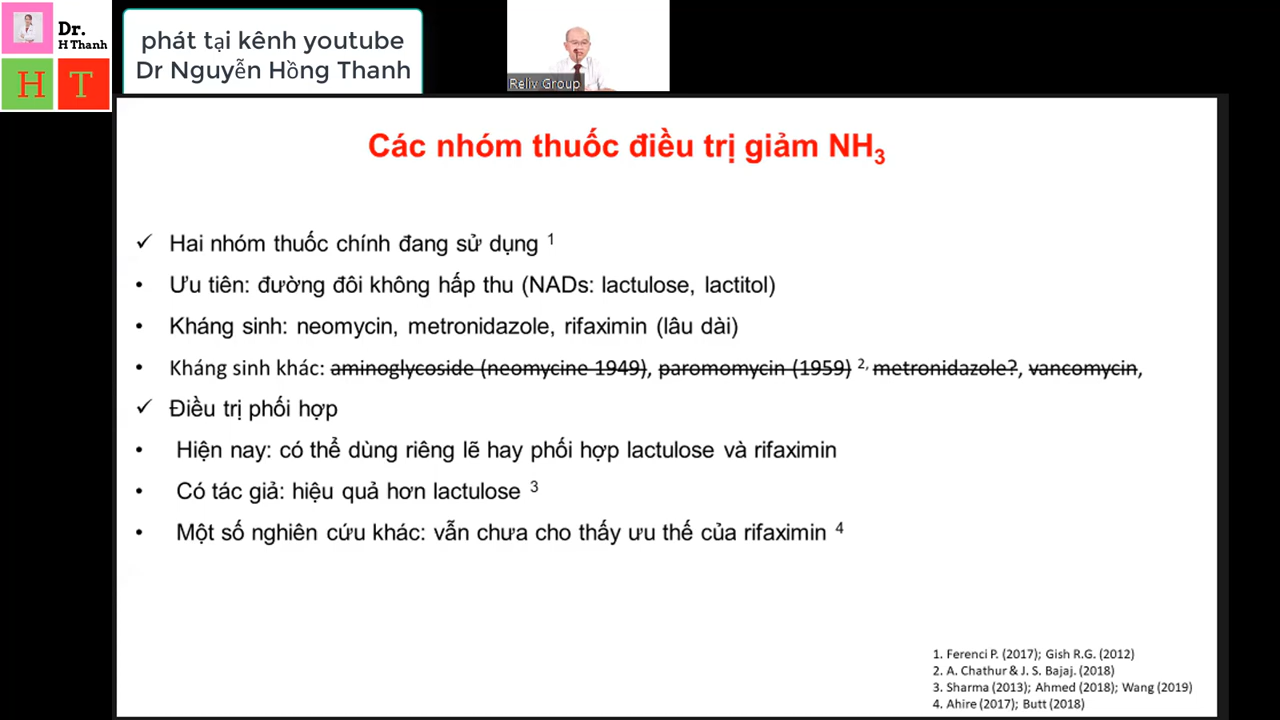 Dr.
H Thanh
H T
phát tại kênh youtube
Dr Nguyễn Hồng Thanh
Reliv Group
Các nhóm thuốc điều trị giảm NH₃
✓ Hai nhóm thuốc chính đang sử dụng ¹
• Ưu tiên: đường đôi không hấp thu (NADs: lactulose, lactitol)
• Kháng sinh: neomycin, metronidazole, rifaximin (lâu dài)
• Kháng sinh khác: aminoglycoside (neomycine 1949), paromomycin (1959) ², metronidazole?, vancomycin,
✓ Điều trị phối hợp
• Hiện nay: có thể dùng riêng lẽ hay phối hợp lactulose và rifaximin
• Có tác giả: hiệu quả hơn lactulose ³
• Một số nghiên cứu khác: vẫn chưa cho thấy ưu thế của rifaximin ⁴
1. Ferenci P. (2017); Gish R.G. (2012)
2. A. Chathur & J. S. Bajaj. (2018)
3. Sharma (2013); Ahmed (2018); Wang (2019)
4. Ahire (2017); Butt (2018)